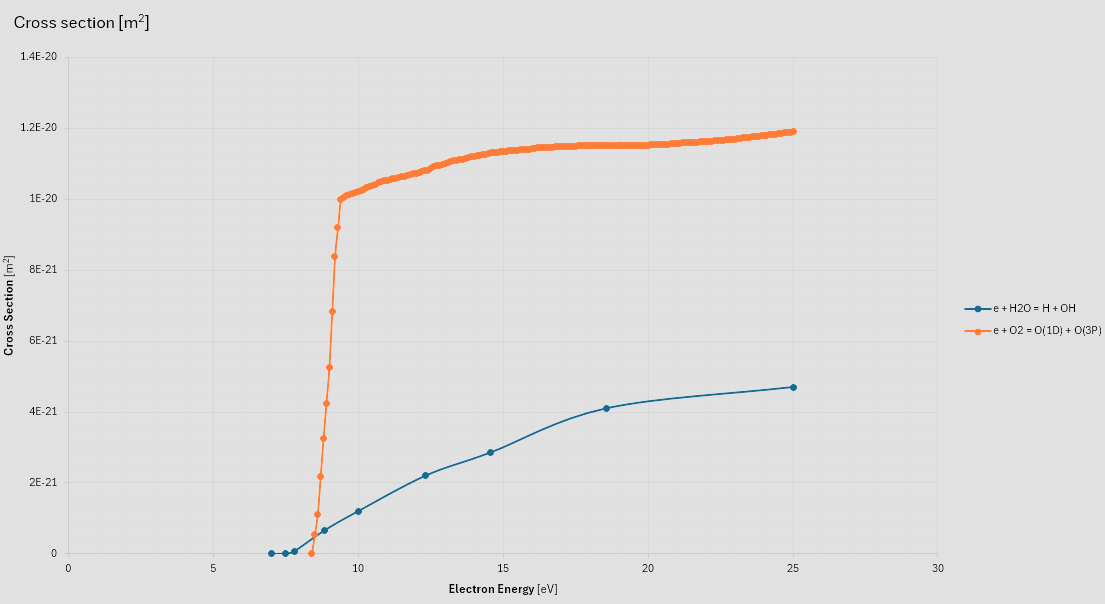 Cross section [m²]
1.4E-20
1.2E-20
1E-20
8E-21
6E-21
4E-21
2E-21
0
Cross Section [m²]
0 5 10 15 20 25 30
Electron Energy [eV]
e + H2O = H + OH
e + O2 = O(1D) + O(3P)